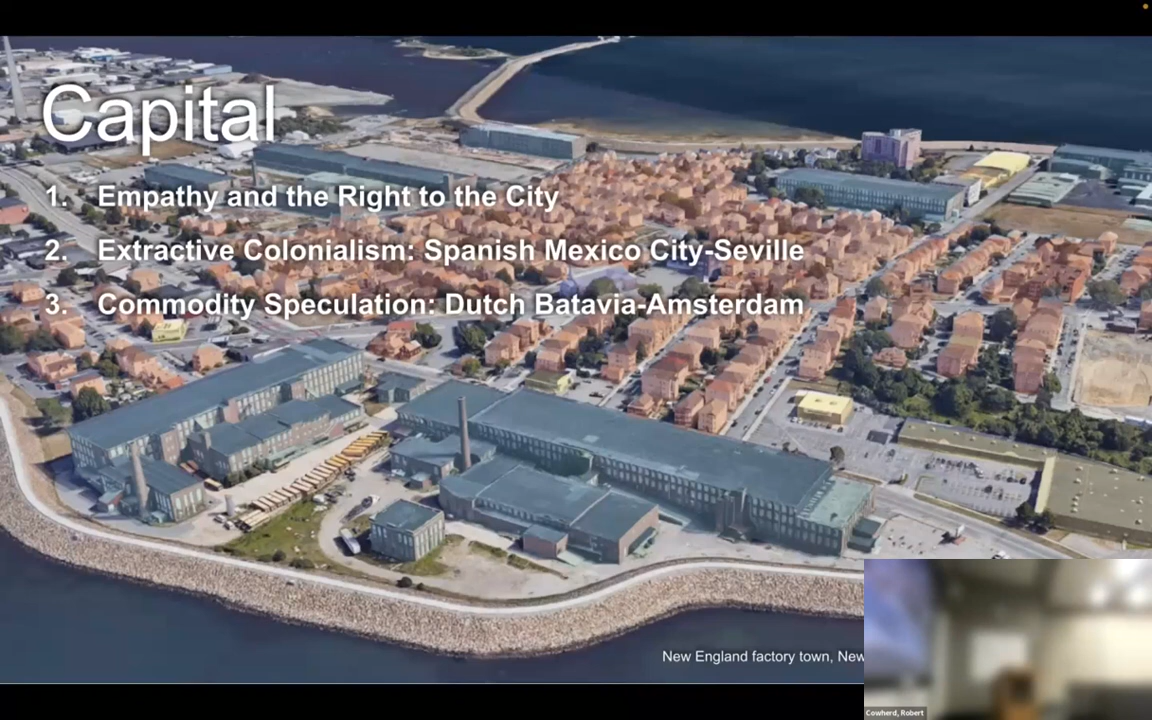 Capital
1. Empathy and the Right to the City
2. Extractive Colonialism: Spanish Mexico City-Seville
3. Commodity Speculation: Dutch Batavia-Amsterdam
New England factory town, New
Cowherd, Robert